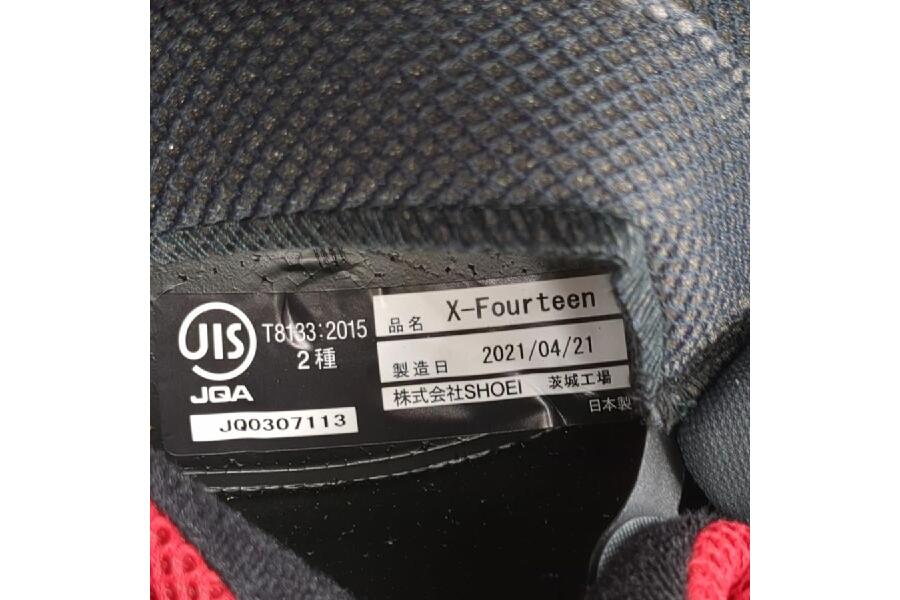 JIS
JQA
T8133:2015
2種
JQ0307113
品名 X-Fourteen
製造日 2021/04/21
株式会社SHOEI 茨城工場
日本製